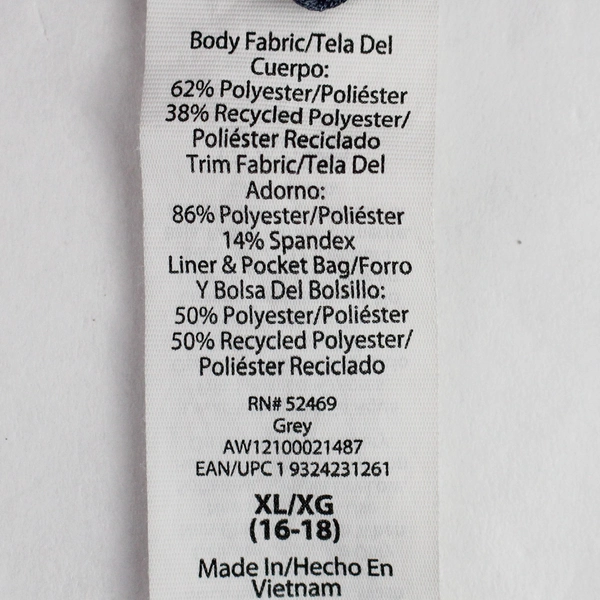 Body Fabric/Tela Del
Cuerpo:
62% Polyester/Poliéster
38% Recycled Polyester/
Poliéster Reciclado
Trim Fabric/Tela Del
Adorno:
86% Polyester/Poliéster
14% Spandex
Liner & Pocket Bag/Forro
Y Bolsa Del Bolsillo:
50% Polyester/Poliéster
50% Recycled Polyester/
Poliéster Reciclado
RN# 52469
Grey
AW12100021487
EAN/UPC 1 9324231261
XL/XG
(16-18)
Made In/Hecho En
Vietnam